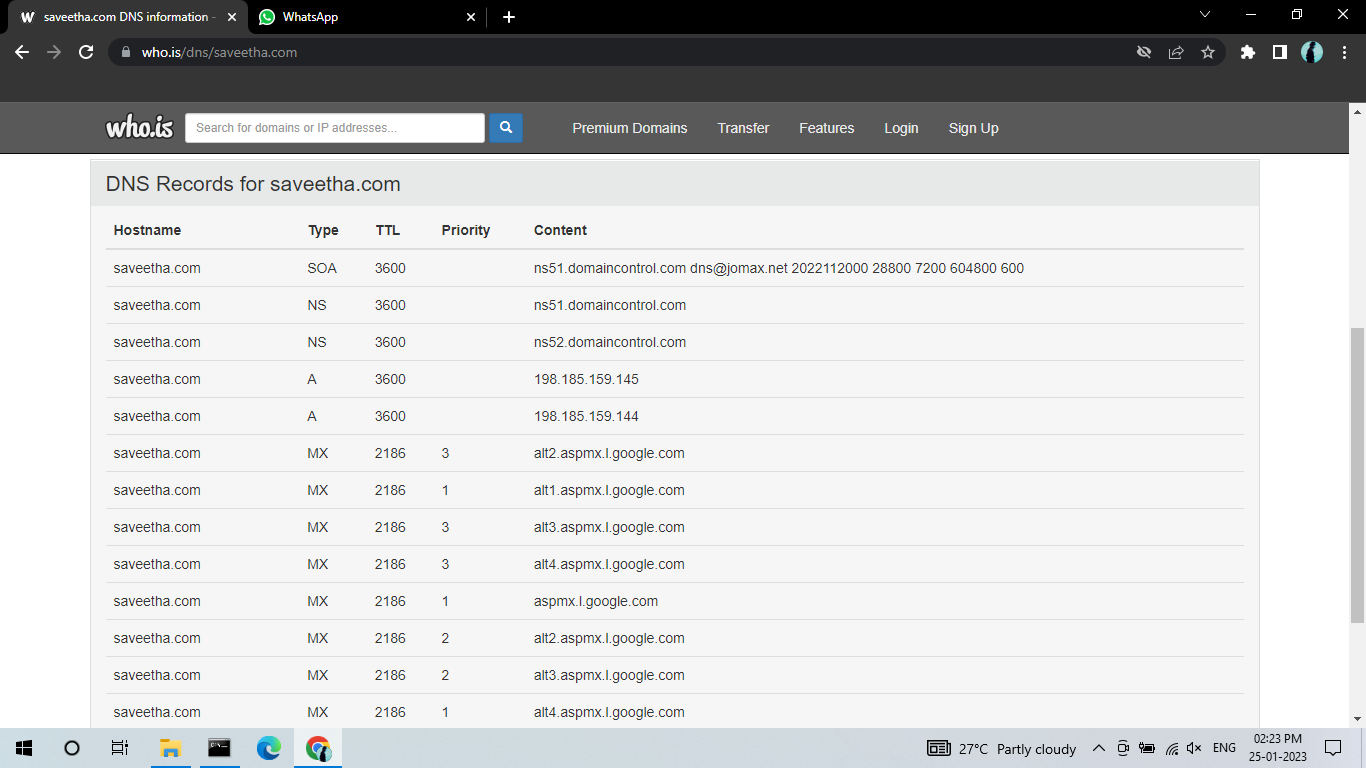 W saveetha.com DNS information -
WhatsApp
who.is/dns/saveetha.com
who.is Search for domains or IP addresses... Premium Domains Transfer Features Login Sign Up
DNS Records for saveetha.com
Hostname Type TTL Priority Content
saveetha.com SOA 3600 ns51.domaincontrol.com dns@jomax.net 2022112000 28800 7200 604800 600
saveetha.com NS 3600 ns51.domaincontrol.com
saveetha.com NS 3600 ns52.domaincontrol.com
saveetha.com A 3600 198.185.159.145
saveetha.com A 3600 198.185.159.144
saveetha.com MX 2186 3 alt2.aspmx.l.google.com
saveetha.com MX 2186 1 alt1.aspmx.l.google.com
saveetha.com MX 2186 3 alt3.aspmx.l.google.com
saveetha.com MX 2186 3 alt4.aspmx.l.google.com
saveetha.com MX 2186 1 aspmx.l.google.com
saveetha.com MX 2186 2 alt2.aspmx.l.google.com
saveetha.com MX 2186 2 alt3.aspmx.l.google.com
saveetha.com MX 2186 1 alt4.aspmx.l.google.com
27°C Partly cloudy ENG 02:23 PM
25-01-2023